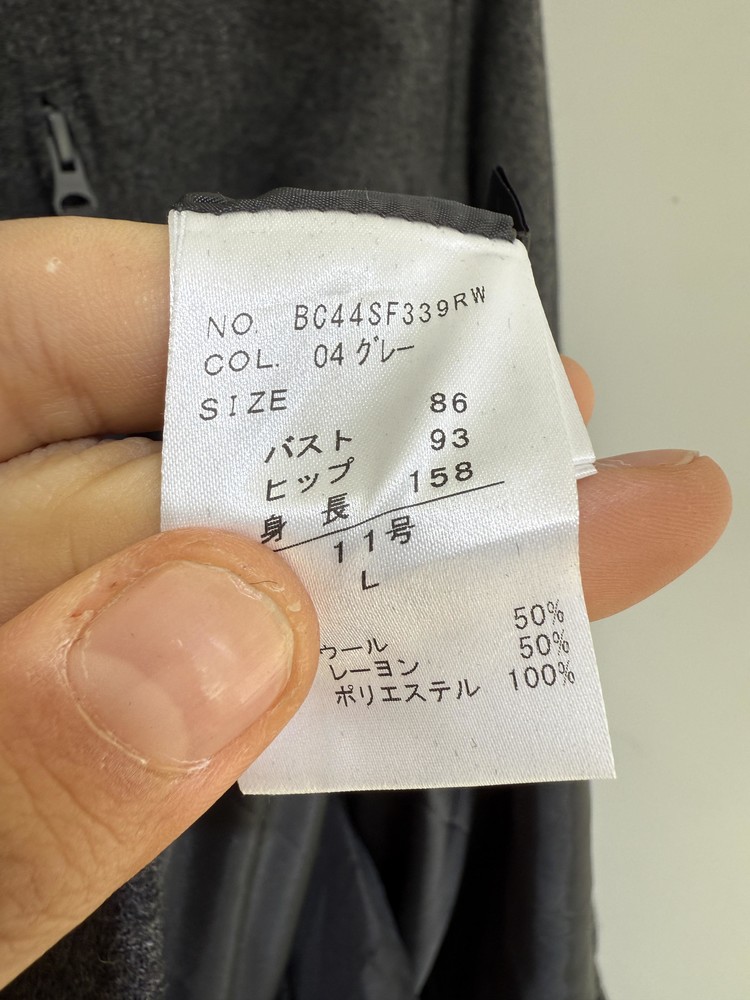 NO. BC44SF339RW
COL. 04 グレー
SIZE
バスト 86
ヒップ 93
身長 158
11号
L
ウール 50%
レーヨン 50%
ポリエステル 100%